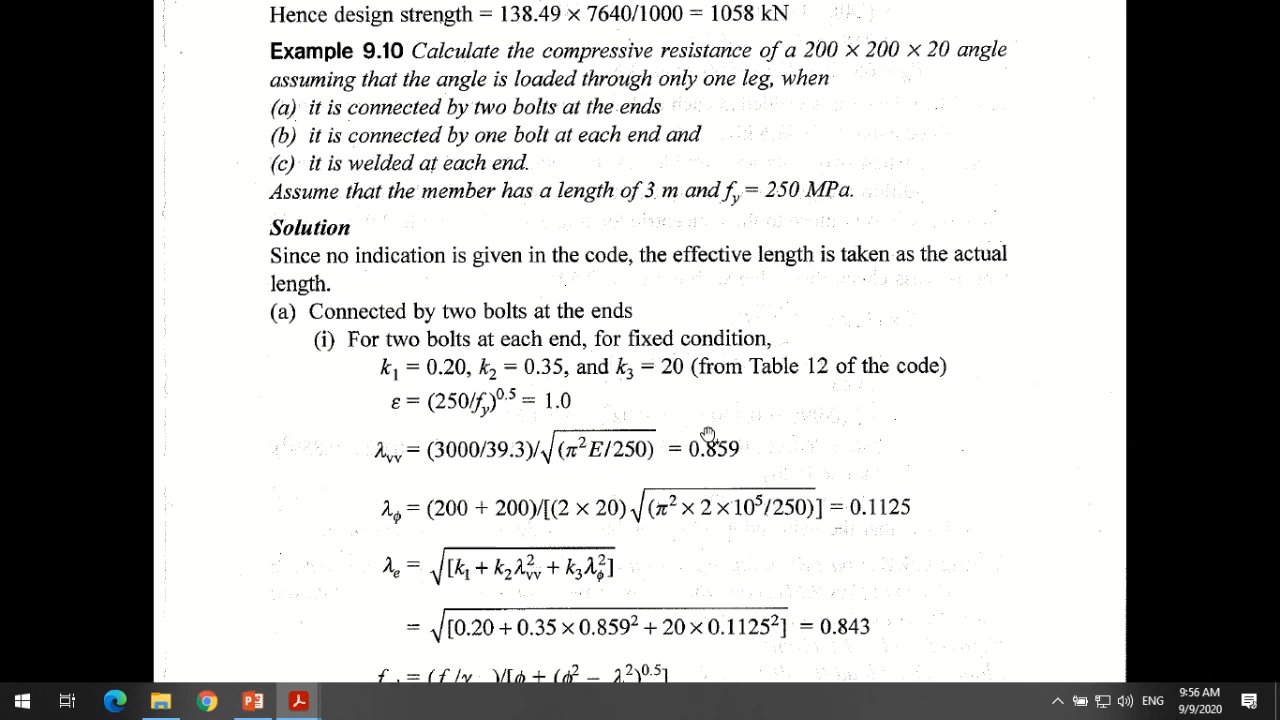 Hence design strength = 138.49 × 7640/1000 = 1058 kN
Example 9.10 Calculate the compressive resistance of a 200 × 200 × 20 angle
assuming that the angle is loaded through only one leg, when
(a) it is connected by two bolts at the ends
(b) it is connected by one bolt at each end and
(c) it is welded at each end.
Assume that the member has a length of 3 m and f_y = 250 MPa.
Solution
Since no indication is given in the code, the effective length is taken as the actual
length.
(a) Connected by two bolts at the ends
(i) For two bolts at each end, for fixed condition,
k₁ = 0.20, k₂ = 0.35, and k₃ = 20 (from Table 12 of the code)
ε = (250/f_y)^0.5 = 1.0
λ_vv = (3000/39.3)/√(π²E/250) = 0.859
λ_ϕ = (200 + 200)/[(2 × 20)√(π² × 2 × 10⁵/250)] = 0.1125
λ_e = √[k₁ + k₂λ²_vv + k₃λ²_ϕ]
= √[0.20 + 0.35 × 0.859² + 20 × 0.1125²] = 0.843
ENG
9:56 AM
9/9/2020